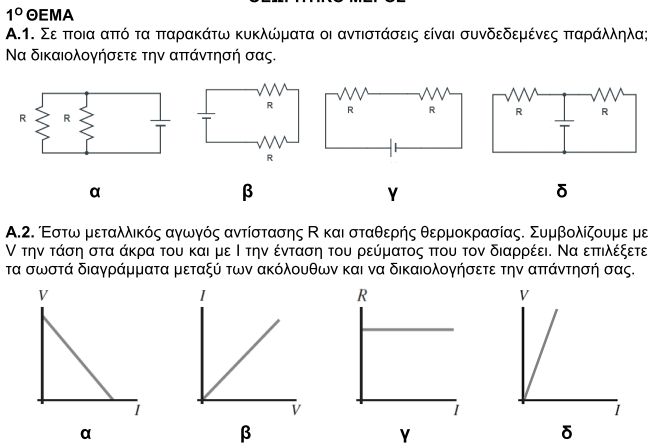 ΘΕΩΡΗΤΙΚΟ ΜΕΡΟΣ
1Ο ΘΕΜΑ
Α.1. Σε ποια από τα παρακάτω κυκλώματα οι αντιστάσεις είναι συνδεδεμένες παράλληλα;
Να δικαιολογήσετε την απάντησή σας.
R R R R R R R R
α β γ δ
Α.2. Έστω μεταλλικός αγωγός αντίστασης R και σταθερής θερμοκρασίας. Συμβολίζουμε με
V την τάση στα άκρα του και με Ι την ένταση του ρεύματος που τον διαρρέει. Να επιλέξετε
τα σωστά διαγράμματα μεταξύ των ακόλουθων και να δικαιολογήσετε την απάντησή σας.
V I R V
I V I I
α β γ δ